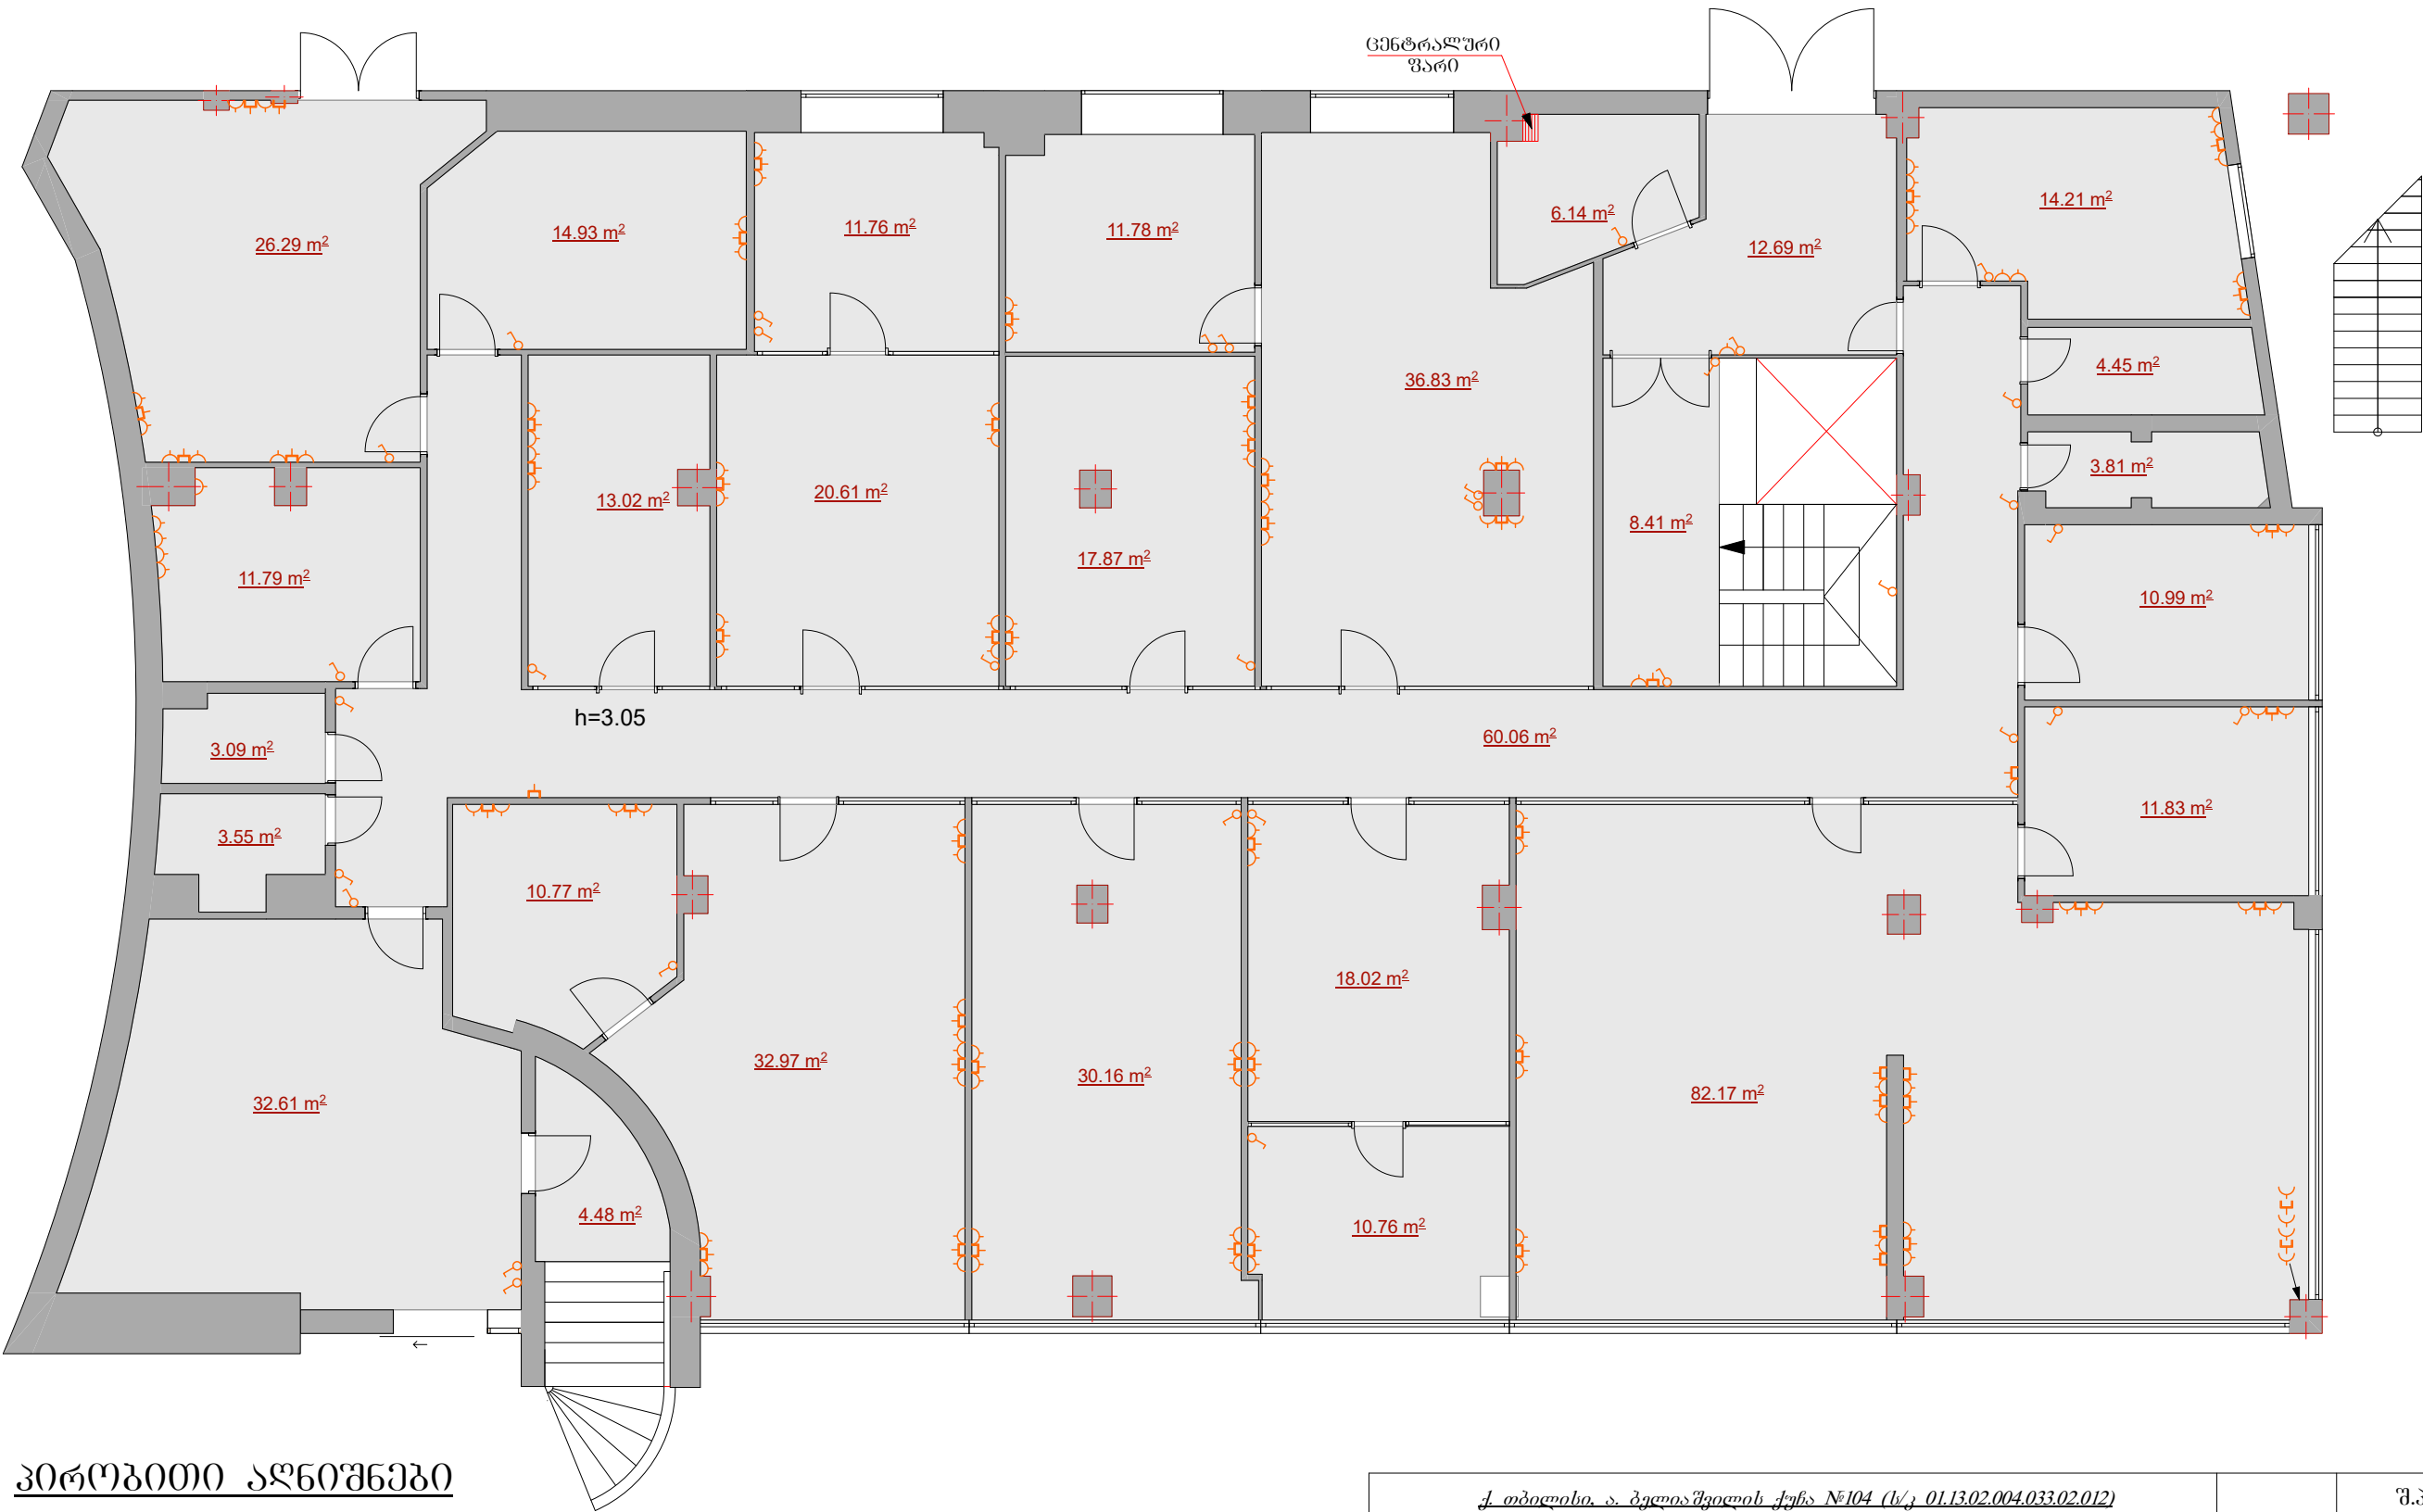 ცენტრალური
ფარი
14.21 m²
6.14 m²
26.29 m²
14.93 m²
11.76 m²
11.78 m²
12.69 m²
4.45 m²
36.83 m²
3.81 m²
13.02 m²
20.61 m²
8.41 m²
17.87 m²
11.79 m²
10.99 m²
h=3.05
3.09 m²
60.06 m²
3.55 m²
11.83 m²
10.77 m²
18.02 m²
32.97 m²
30.16 m²
82.17 m²
32.61 m²
4.48 m²
10.76 m²
პირობითი აღნიშნები
ქ. თბილისი, ა. ბელიაშვილის ქუჩა №104 (ს/კ 01.13.02.004.033.02.012)